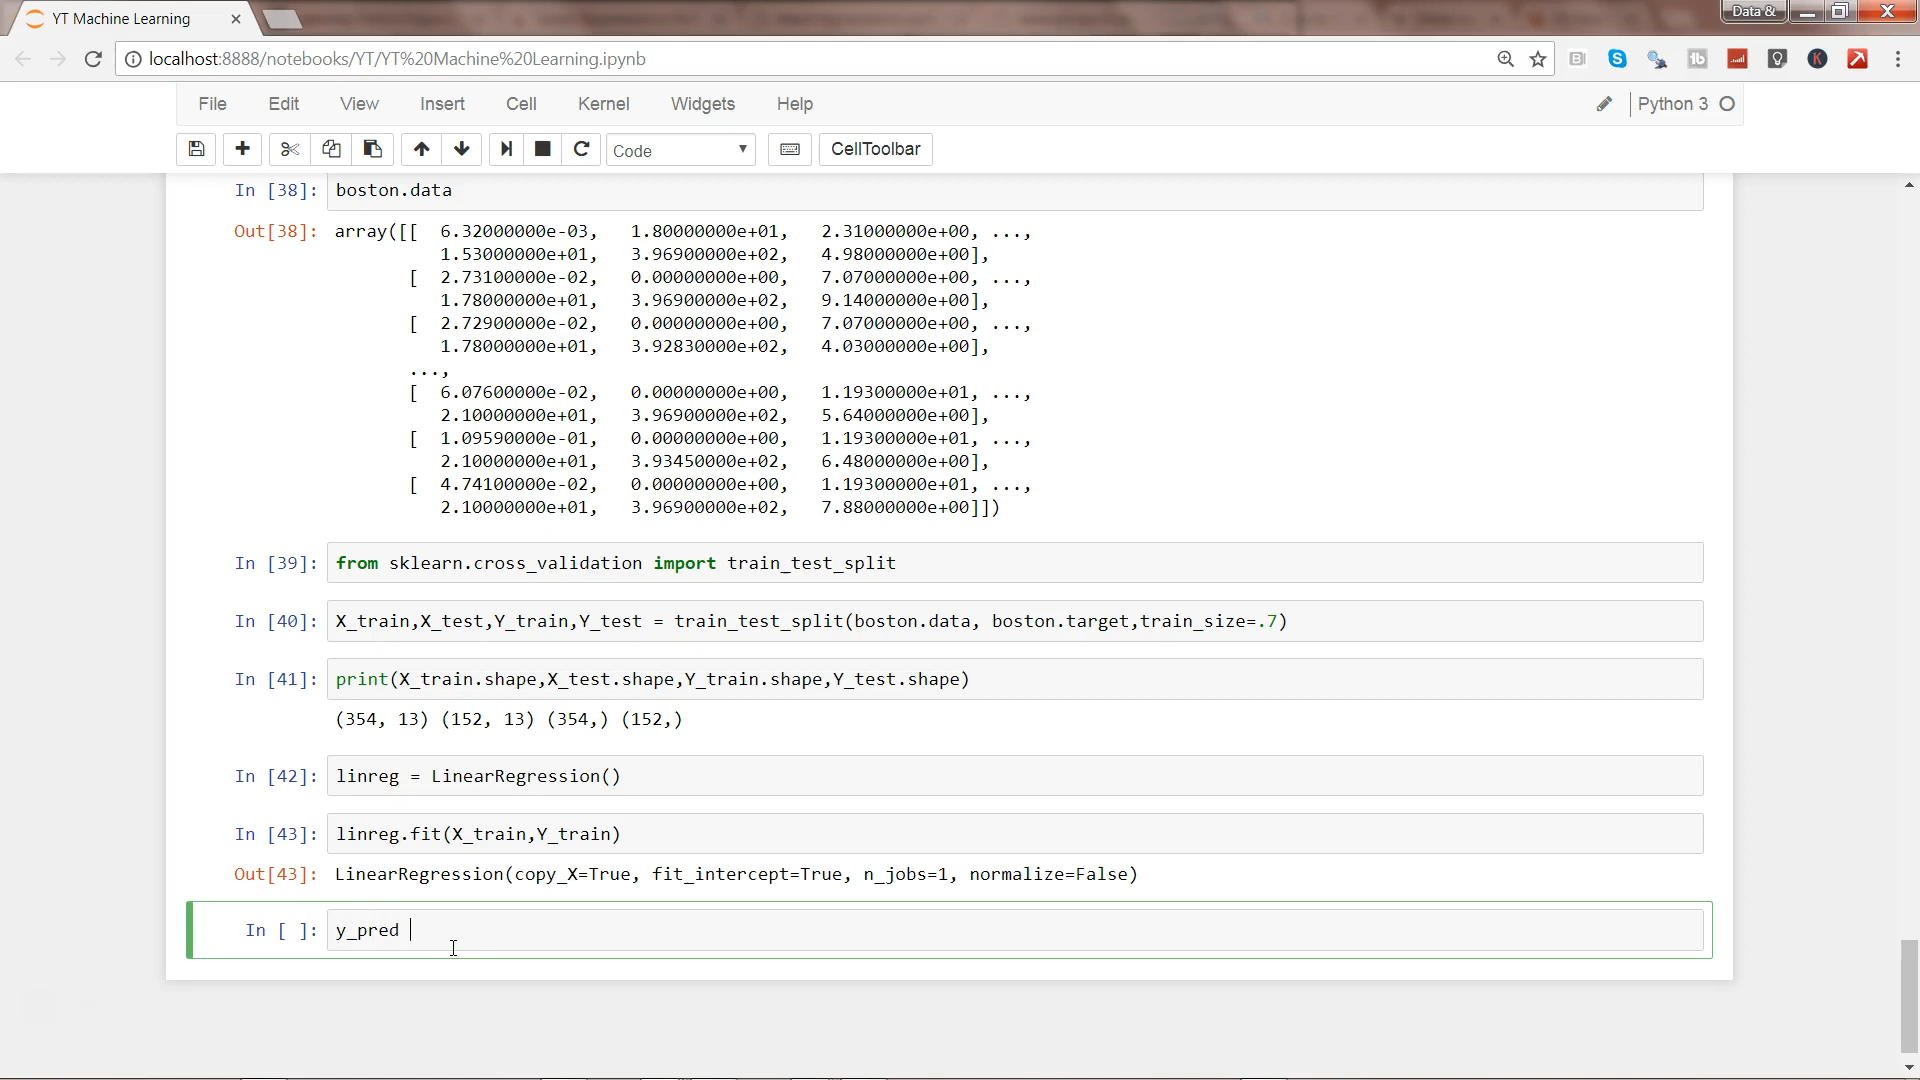 YT Machine Learning
Data &
localhost:8888/notebooks/YT/YT%20Machine%20Learning.ipynb
File Edit View Insert Cell Kernel Widgets Help
Python 3
Code
CellToolbar
In [38]: boston.data
Out[38]: array([[ 6.32000000e-03, 1.80000000e+01, 2.31000000e+00, ...,
1.53000000e+01, 3.96900000e+02, 4.98000000e+00],
[ 2.73100000e-02, 0.00000000e+00, 7.07000000e+00, ...,
1.78000000e+01, 3.96900000e+02, 9.14000000e+00],
[ 2.72900000e-02, 0.00000000e+00, 7.07000000e+00, ...,
1.78000000e+01, 3.92830000e+02, 4.03000000e+00],
...,
[ 6.07600000e-02, 0.00000000e+00, 1.19300000e+01, ...,
2.10000000e+01, 3.96900000e+02, 5.64000000e+00],
[ 1.09590000e-01, 0.00000000e+00, 1.19300000e+01, ...,
2.10000000e+01, 3.93450000e+02, 6.48000000e+00],
[ 4.74100000e-02, 0.00000000e+00, 1.19300000e+01, ...,
2.10000000e+01, 3.96900000e+02, 7.88000000e+00]])
In [39]: from sklearn.cross_validation import train_test_split
In [40]: X_train,X_test,Y_train,Y_test = train_test_split(boston.data, boston.target,train_size=.7)
In [41]: print(X_train.shape,X_test.shape,Y_train.shape,Y_test.shape)
(354, 13) (152, 13) (354,) (152,)
In [42]: linreg = LinearRegression()
In [43]: linreg.fit(X_train,Y_train)
Out[43]: LinearRegression(copy_X=True, fit_intercept=True, n_jobs=1, normalize=False)
In [ ]: y_pred